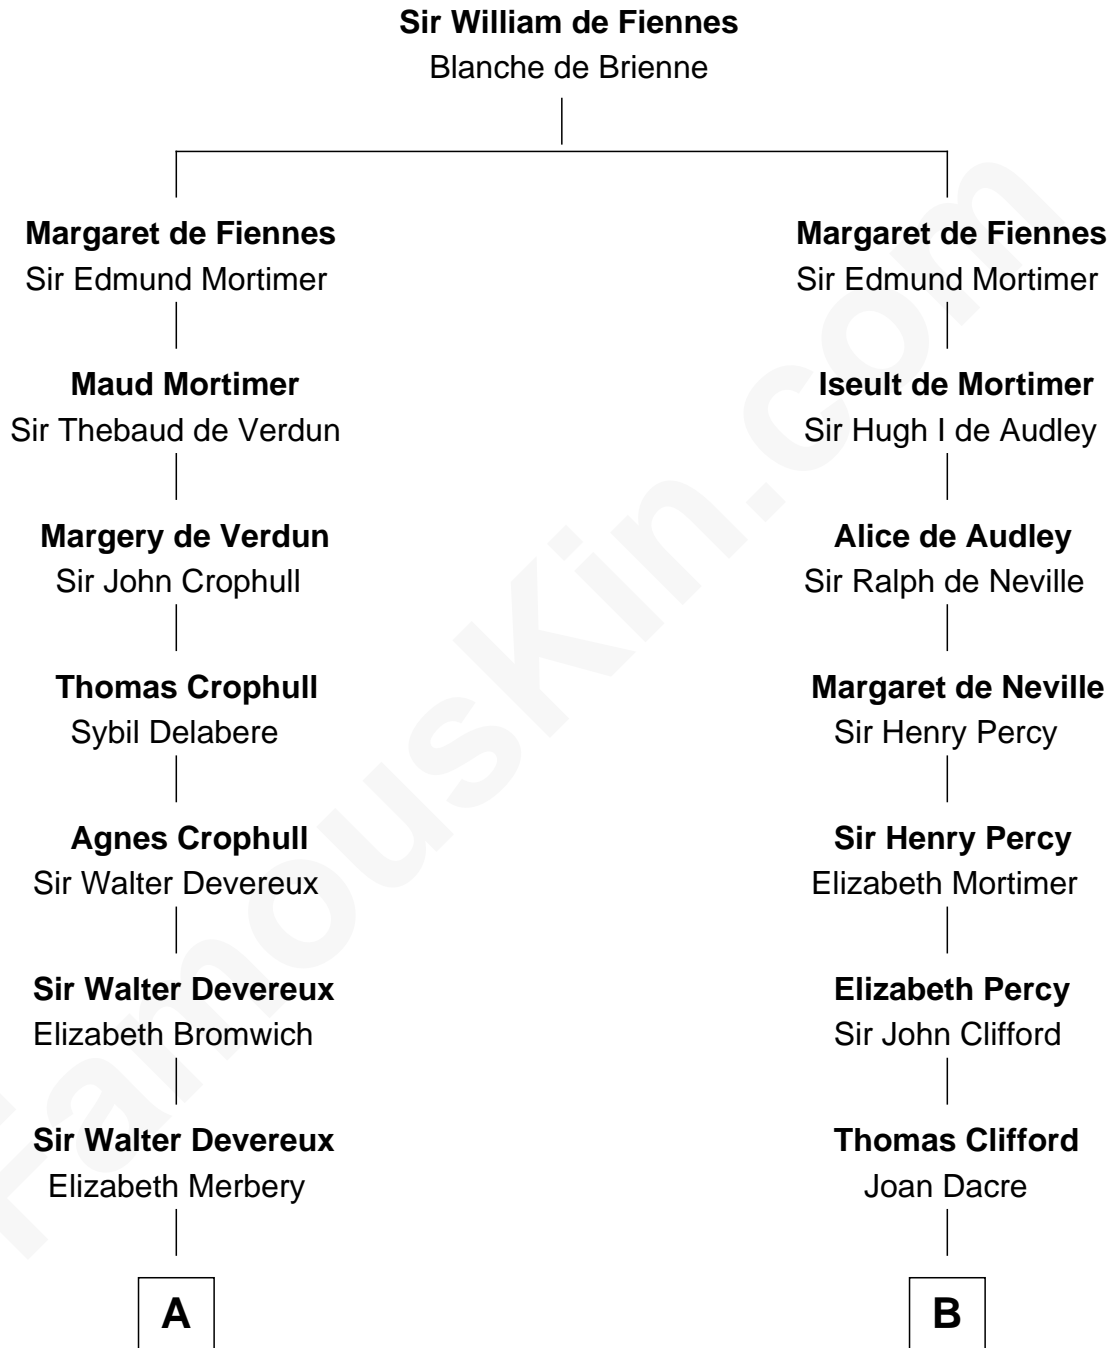 Sir William de Fiennes
Blanche de Brienne
Margaret de Fiennes
Sir Edmund Mortimer
Margaret de Fiennes
Sir Edmund Mortimer
Maud Mortimer
Sir Thebaud de Verdun
Iseult de Mortimer
Sir Hugh I de Audley
Margery de Verdun
Sir John Crophull
Alice de Audley
Sir Ralph de Neville
Thomas Crophull
Sybil Delabere
Margaret de Neville
Sir Henry Percy
Agnes Crophull
Sir Walter Devereux
Sir Henry Percy
Elizabeth Mortimer
Sir Walter Devereux
Elizabeth Bromwich
Elizabeth Percy
Sir John Clifford
Sir Walter Devereux
Elizabeth Merbery
Thomas Clifford
Joan Dacre
A
B
FamousKin.com